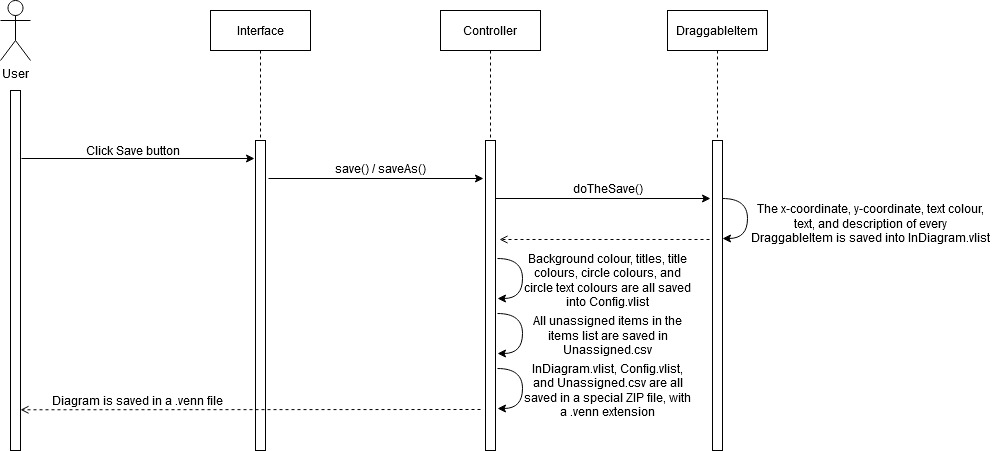 Interface
Controller
DraggableItem
User
Click Save button
save() / saveAs()
doTheSave()
The x-coordinate, y-coordinate, text colour,
text, and description of every
DraggableItem is saved into InDiagram.vlist
Background colour, titles, title
colours, circle colours, and
circle text colours are all saved
into Config.vlist
All unassigned items in the
items list are saved in
Unassigned.csv
InDiagram.vlist, Config.vlist,
and Unassigned.csv are all
saved in a special ZIP file, with
a .venn extension
Diagram is saved in a .venn file